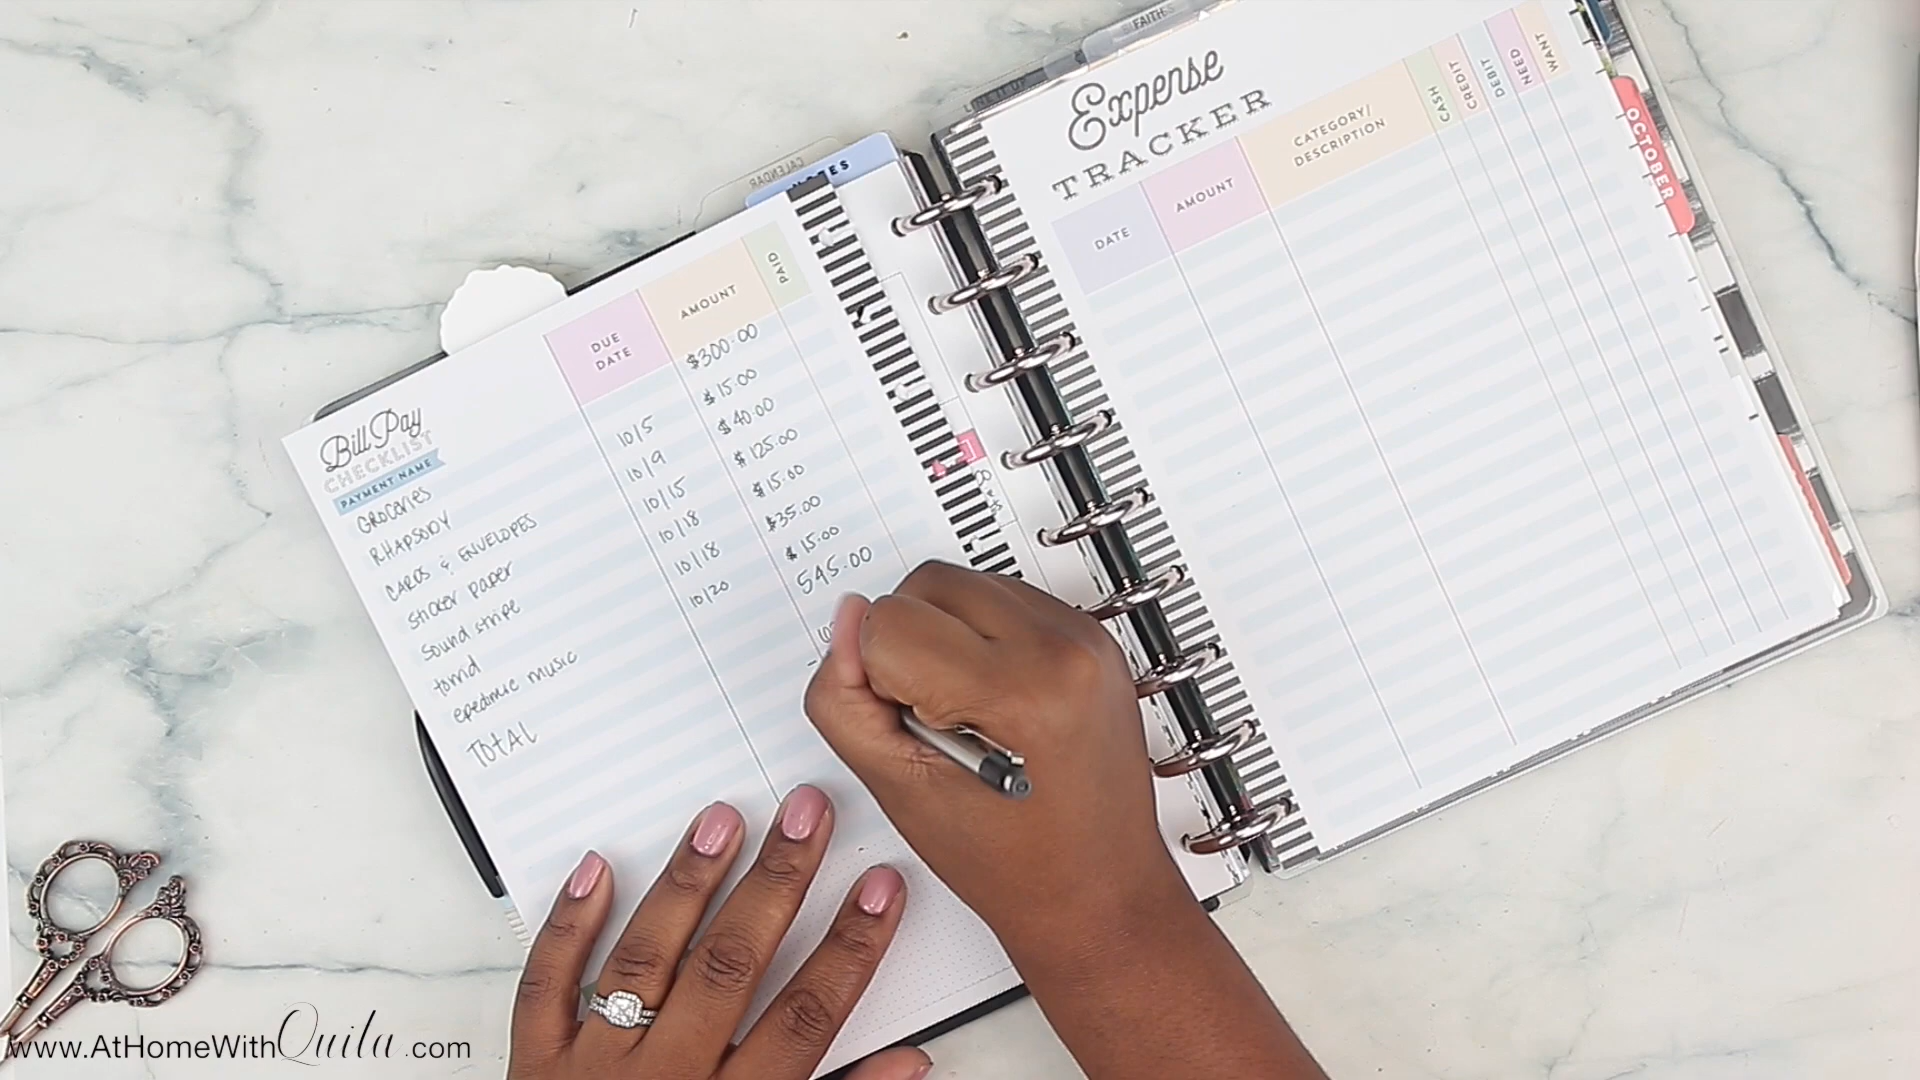 Bill Pay
CHECKLIST
PAYMENT NAME
DUE DATE
AMOUNT
PAID
GROCERIES $300.00
RHAPSODY 10/5 $15.00
CARDS & ENVELOPES 10/9 $40.00
Sticker paper 10/15 $125.00
Sound stripe 10/18 $15.00
10/18 $35.00
epedmic music 10/20 $15.00
TOTAL 545.00
CALENDAR
NOTES
FAITH
Expense
TRACKER
DATE
AMOUNT
CATEGORY/
DESCRIPTION
CASH
CREDIT
DEBIT
NEED
WANT
OCTOBER
www.AtHomeWithQuila.com